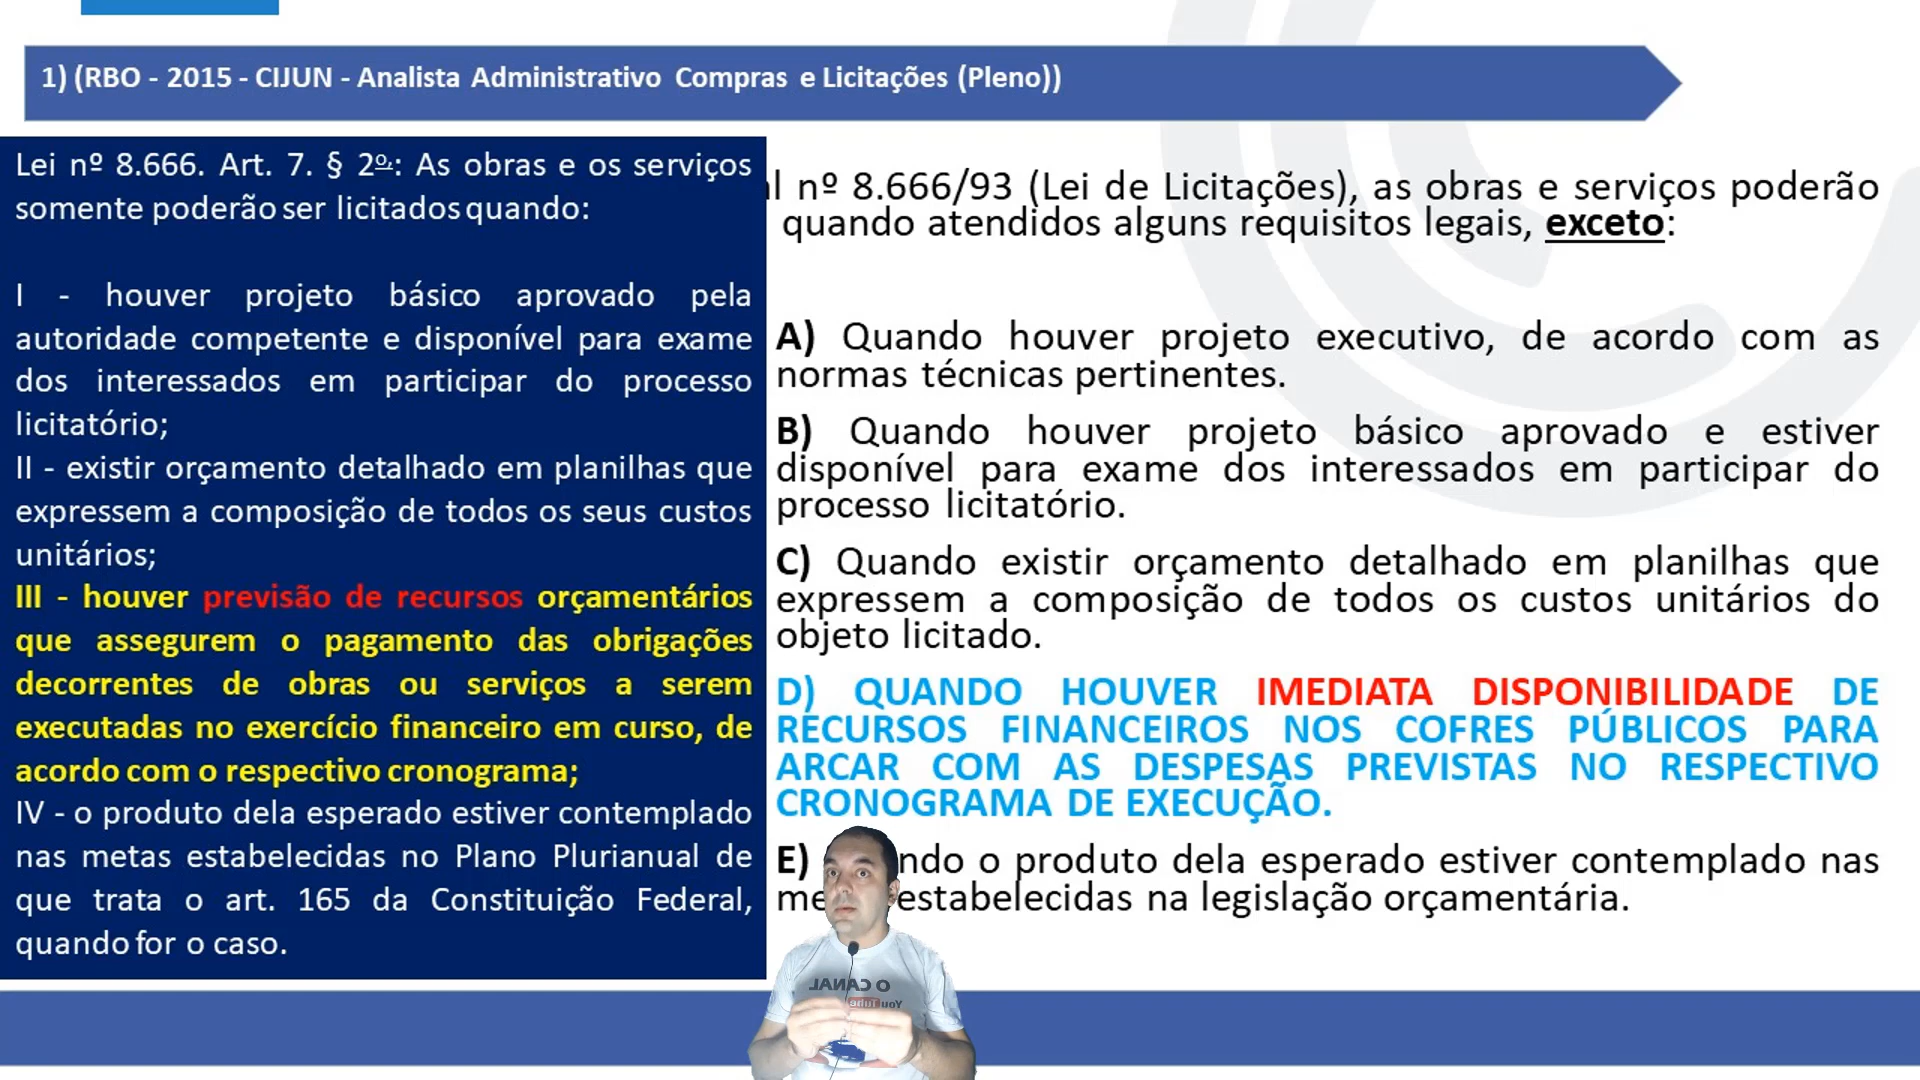 1) (RBO - 2015 - CIJUN - Analista Administrativo Compras e Licitações (Pleno))
Lei nº 8.666. Art. 7. § 2º,: As obras e os serviços
somente poderão ser licitados quando:
I - houver projeto básico aprovado pela
autoridade competente e disponível para exame
dos interessados em participar do processo
licitatório;
II - existir orçamento detalhado em planilhas que
expressem a composição de todos os seus custos
unitários;
III - houver previsão de recursos orçamentários
que assegurem o pagamento das obrigações
decorrentes de obras ou serviços a serem
executadas no exercício financeiro em curso, de
acordo com o respectivo cronograma;
IV - o produto dela esperado estiver contemplado
nas metas estabelecidas no Plano Plurianual de
que trata o art. 165 da Constituição Federal,
quando for o caso.
nº 8.666/93 (Lei de Licitações), as obras e serviços poderão
quando atendidos alguns requisitos legais, exceto:
A) Quando houver projeto executivo, de acordo com as
normas técnicas pertinentes.
B) Quando houver projeto básico aprovado e estiver
disponível para exame dos interessados em participar do
processo licitatório.
C) Quando existir orçamento detalhado em planilhas que
expressem a composição de todos os custos unitários do
objeto licitado.
D) QUANDO HOUVER IMEDIATA DISPONIBILIDADE DE
RECURSOS FINANCEIROS NOS COFRES PÚBLICOS PARA
ARCAR COM AS DESPESAS PREVISTAS NO RESPECTIVO
CRONOGRAMA DE EXECUÇÃO.
E) o produto dela esperado estiver contemplado nas
estabelecidas na legislação orçamentária.
O CANAL
YouTube